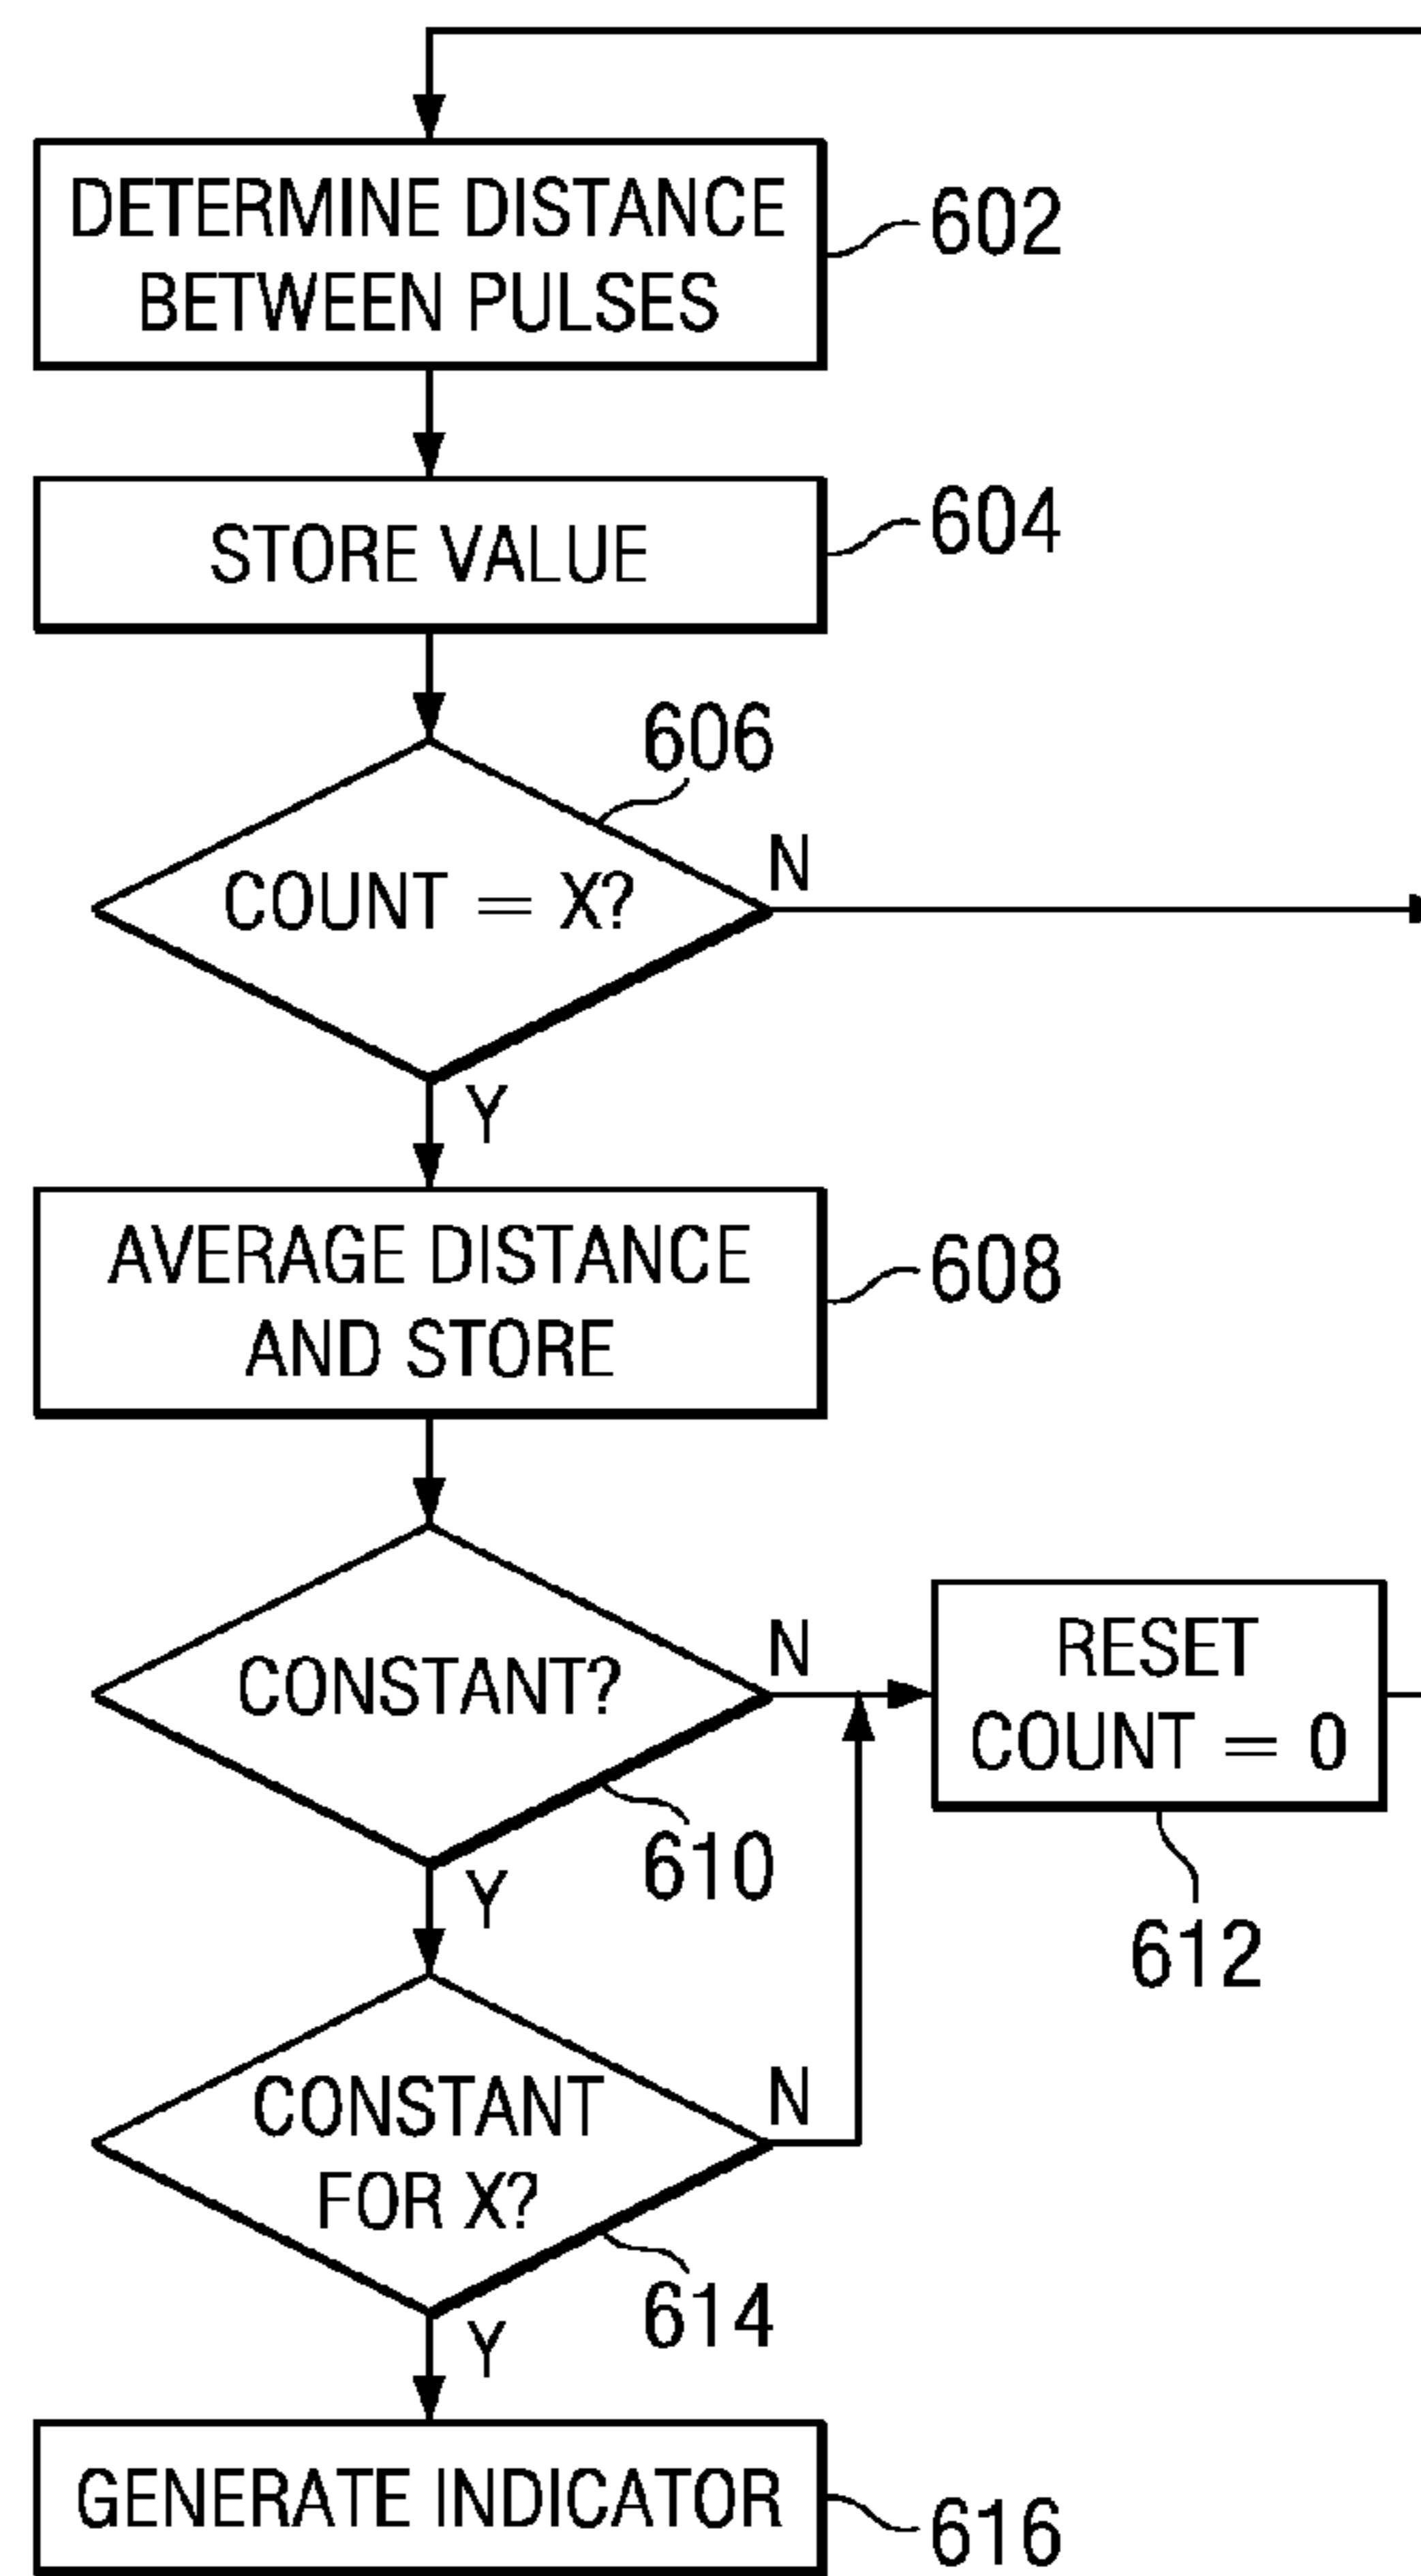 DETERMINE DISTANCE
BETWEEN PULSES
602
STORE VALUE
604
606
COUNT = X?
N
Y
AVERAGE DISTANCE
AND STORE
608
CONSTANT?
N
RESET
COUNT = 0
610
Y
612
CONSTANT
FOR X?
N
614
Y
GENERATE INDICATOR
616